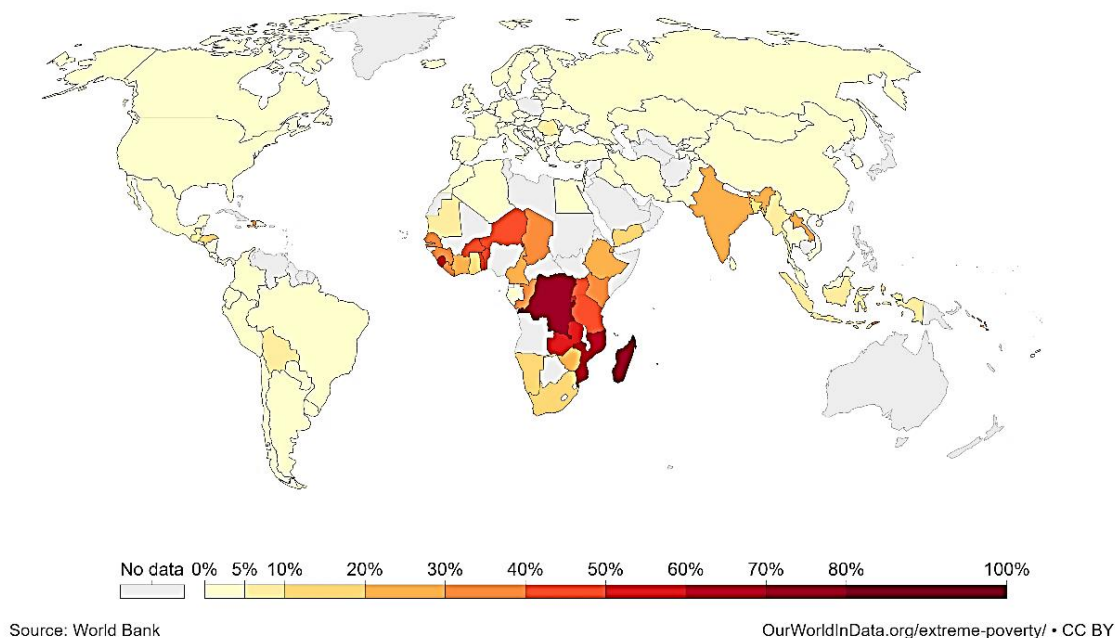 No data 0% 5% 10% 20% 30% 40% 50% 60% 70% 80% 100%
Source: World Bank
OurWorldInData.org/extreme-poverty/ • CC BY